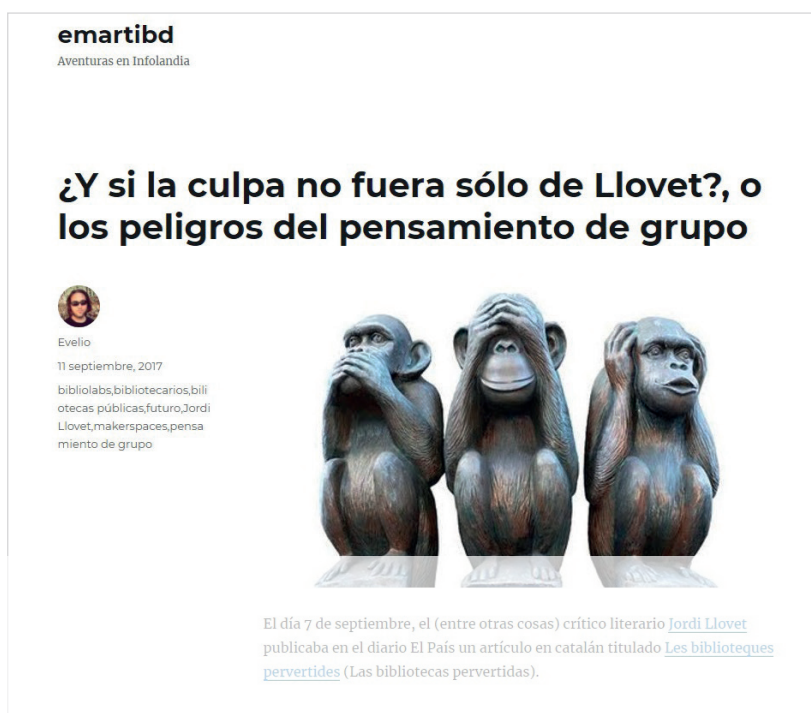 emartibd
Aventuras en Infolandia
¿Y si la culpa no fuera sólo de Llovet?, o
los peligros del pensamiento de grupo
Evelio
11 septiembre, 2017
bibliolabs,bibliotecarios,bili
otecas públicas,futuro,Jordi
Llovet,makerspaces,pensa
miento de grupo
El día 7 de septiembre, el (entre otras cosas) crítico literario Jordi Llovet
publicaba en el diario El País un artículo en catalán titulado Les biblioteques
pervertides (Las bibliotecas pervertidas).